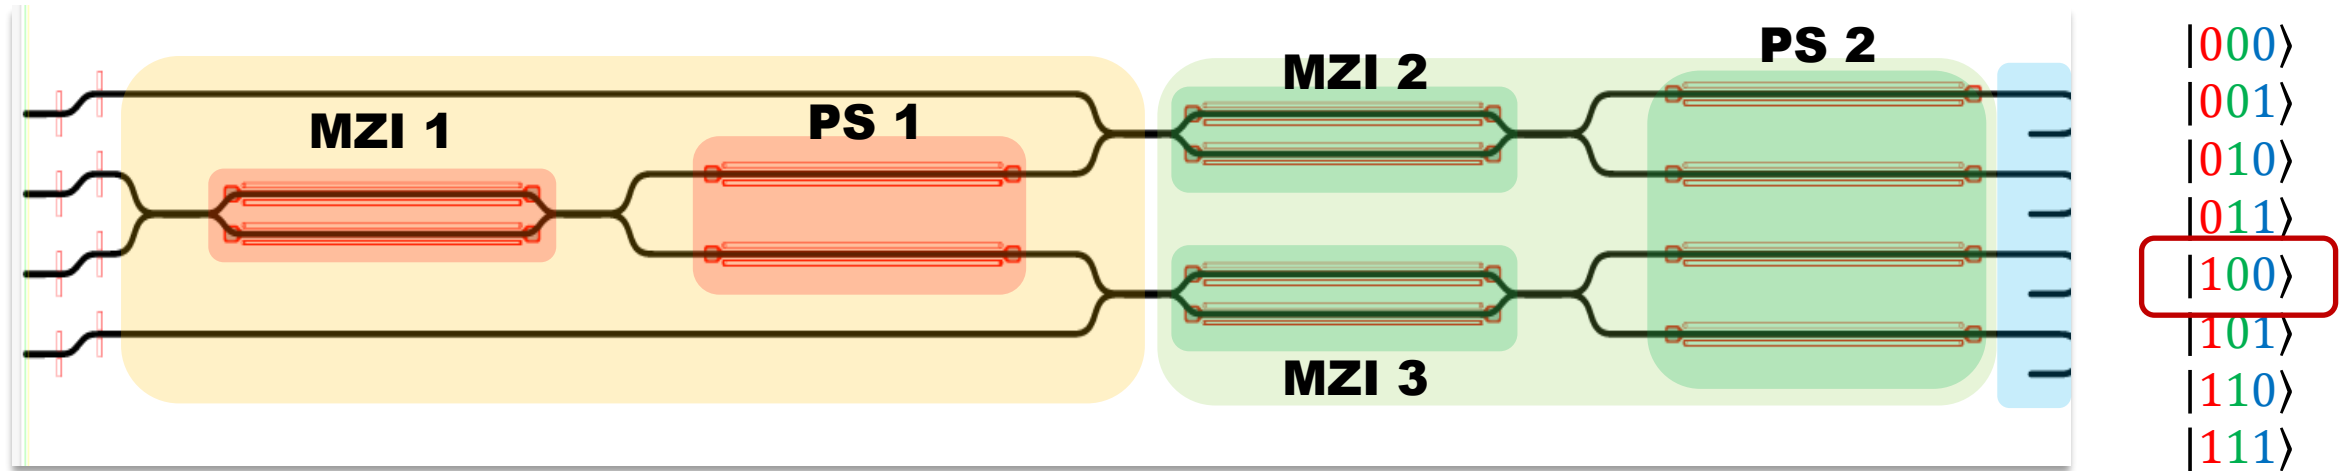 MZI 1
PS 1
MZI 2
MZI 3
PS 2
|000⟩
|001⟩
|010⟩
|011⟩
|100⟩
|101⟩
|110⟩
|111⟩